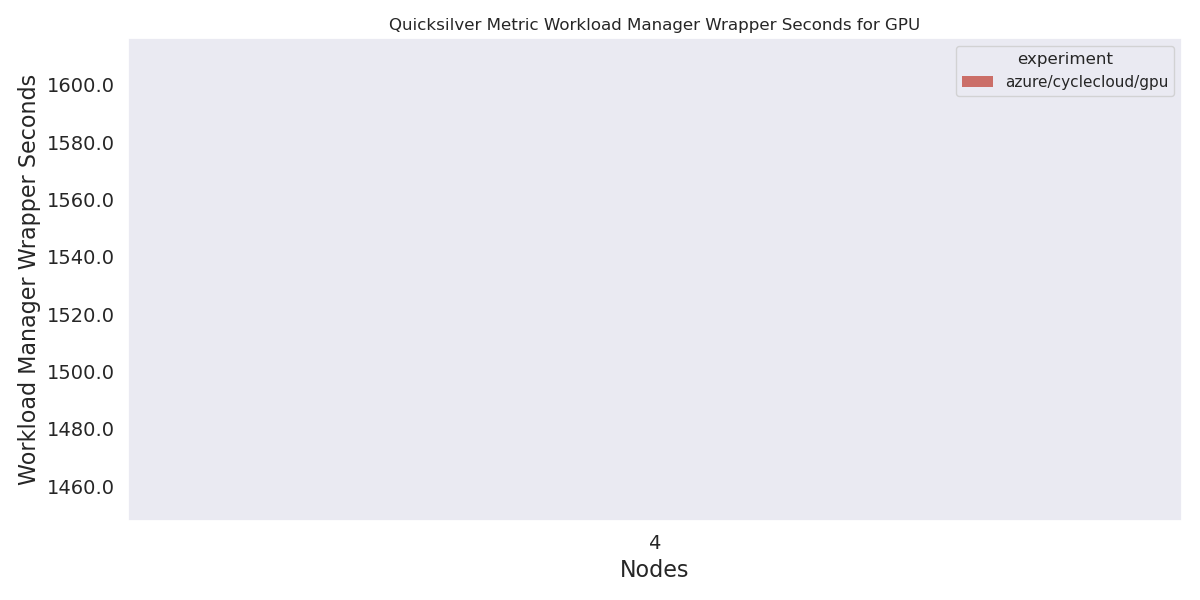 Quicksilver Metric Workload Manager Wrapper Seconds for GPU
experiment
azure/cyclecloud/gpu
Workload Manager Wrapper Seconds
1600.0
1580.0
1560.0
1540.0
1520.0
1500.0
1480.0
1460.0
4
Nodes